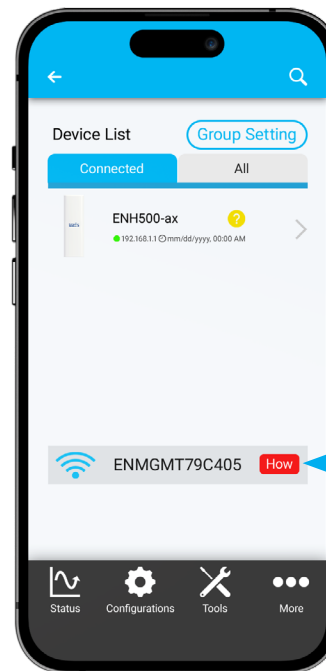 Device List
Group Setting
Connected
All
ENH500-ax
?
192.168.1.1 mm/dd/yyyy, 00:00 AM
ENMGMT79C405
How
Status
Configurations
Tools
More